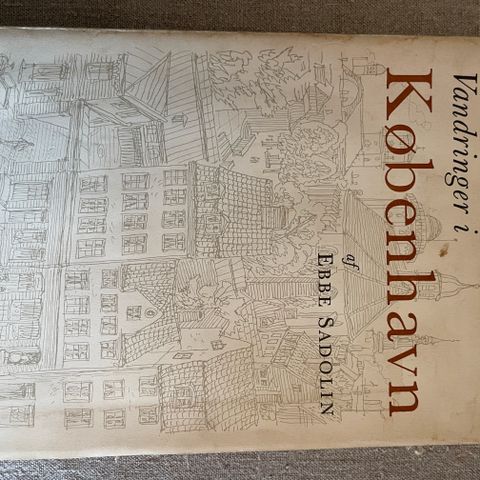 Vandringer i
København
af
EBBE SADOLIN